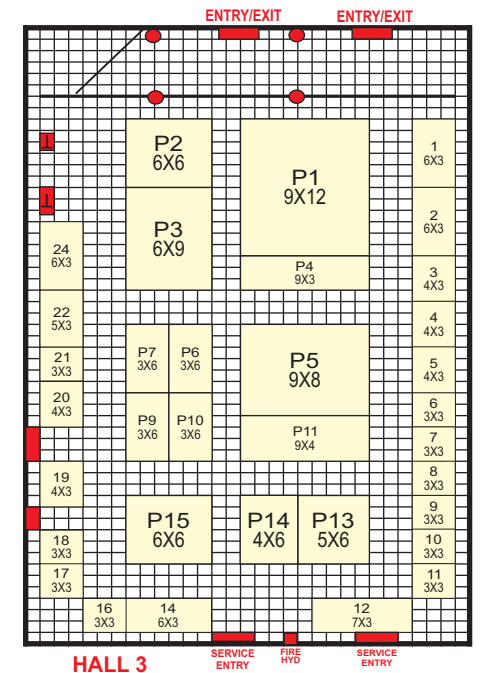 ENTRY/EXIT ENTRY/EXIT
P2
6X6
P1
9X12
1
6X3
P3
6X9
2
6X3
24
6X3
P4
9X3
3
4X3
22
5X3
4
4X3
P7
3X6
P6
3X6
P5
9X8
21
3X3
5
4X3
20
4X3
6
3X3
P9
3X6
P10
3X6
P11
9X4
7
3X3
19
4X3
8
3X3
P15
6X6
P14
4X6
P13
5X6
9
3X3
18
3X3
10
3X3
17
3X3
11
3X3
16
3X3
14
6X3
12
7X3
HALL 3
SERVICE
ENTRY
FIRE
HYD
SERVICE
ENTRY